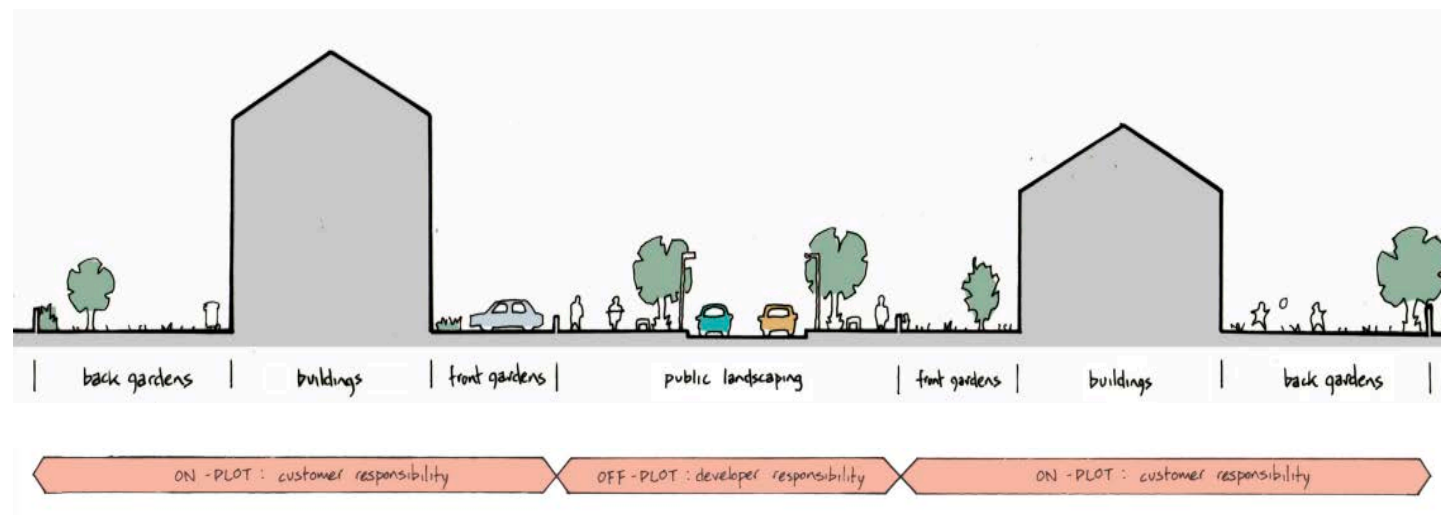 back gardens
buildings
front gardens
public landscaping
front gardens
buildings
back gardens
ON-PLOT: customer responsibility
OFF-PLOT: developer responsibility
ON-PLOT: customer responsibility